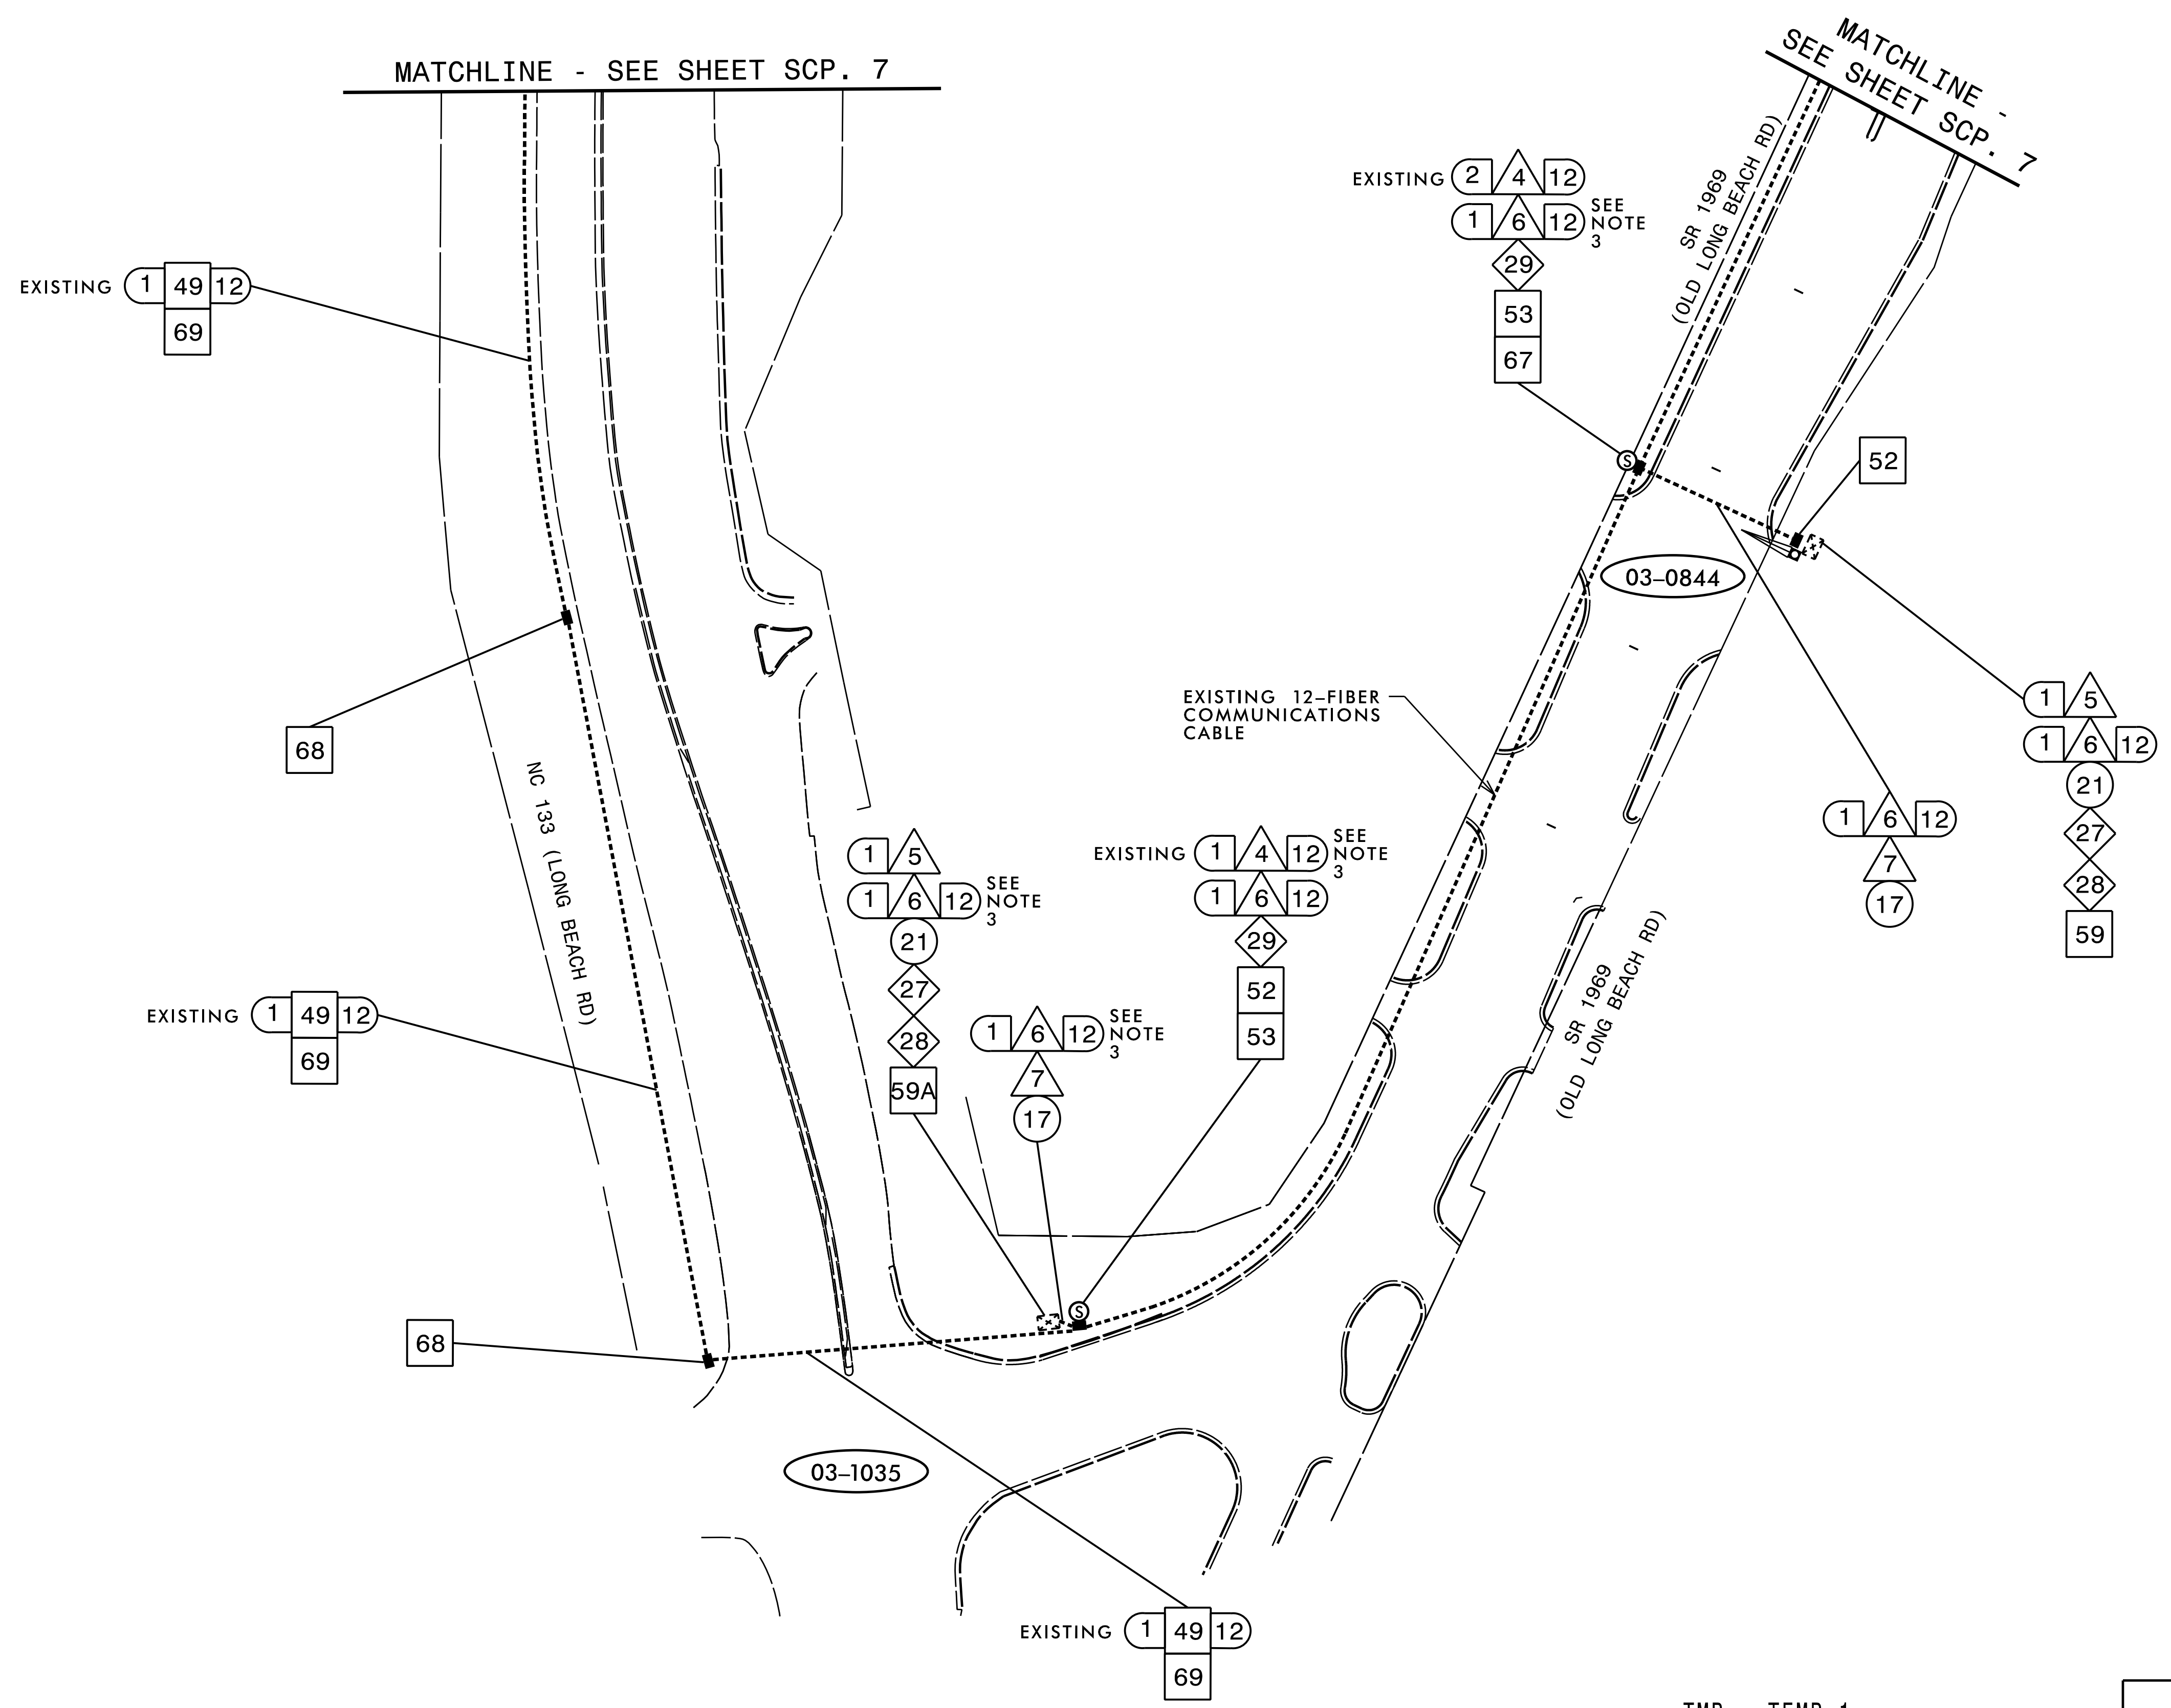 MATCHLINE - SEE SHEET SCP. 7
MATCHLINE -
SEE SHEET SCP. 7
EXISTING 2 4 12
1 6 12 SEE NOTE 3
29
53
67
SR 1969
(OLD LONG BEACH RD)
EXISTING 1 49 12
69
52
03-0844
68
EXISTING 12-FIBER
COMMUNICATIONS
CABLE
1 5
1 6 12
21
27
28
59
1 6 12
7
17
NC 133 (LONG BEACH RD)
1 5
1 6 12 SEE NOTE 3
21
27
28
59A
EXISTING 1 4 12 SEE NOTE 3
1 6 12
29
52
53
1 6 12 SEE NOTE 3
7
17
SR 1969
(OLD LONG BEACH RD)
EXISTING 1 49 12
69
68
03-1035
EXISTING 1 49 12
69